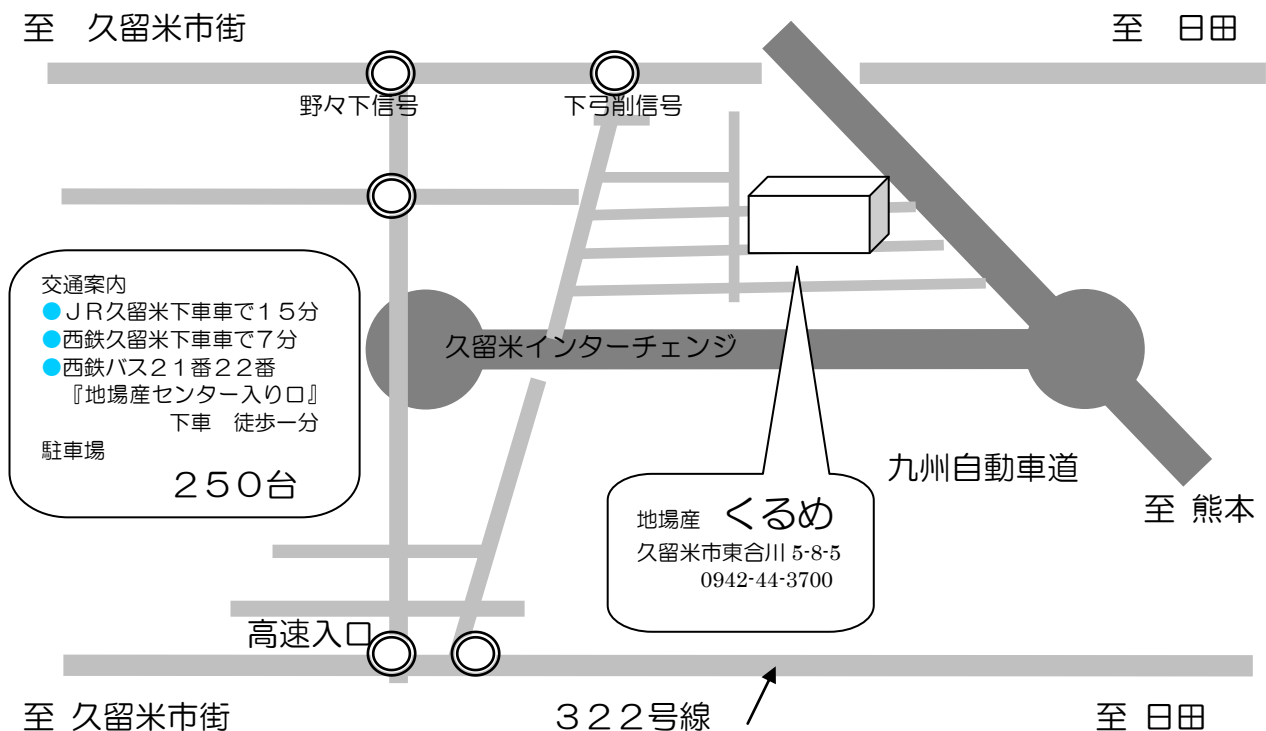 至　久留米市街
至　日田
野々下信号
下弓削信号
交通案内
●ＪＲ久留米下車車で１５分
●西鉄久留米下車車で７分
●西鉄バス２１番２２番
『地場産センター入り口』
下車　徒歩一分
駐車場
２５０台
久留米インターチェンジ
九州自動車道
至 熊本
地場産　くるめ
久留米市東合川 5-8-5
0942-44-3700
高速入口
至 久留米市街
３２２号線
至 日田